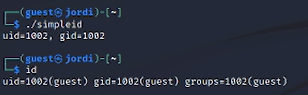 ┌──(guest㉿jordi)-[~]
└─$ ./simpleid
uid=1002, gid=1002
┌──(guest㉿jordi)-[~]
└─$ id
uid=1002(guest) gid=1002(guest) groups=1002(guest)